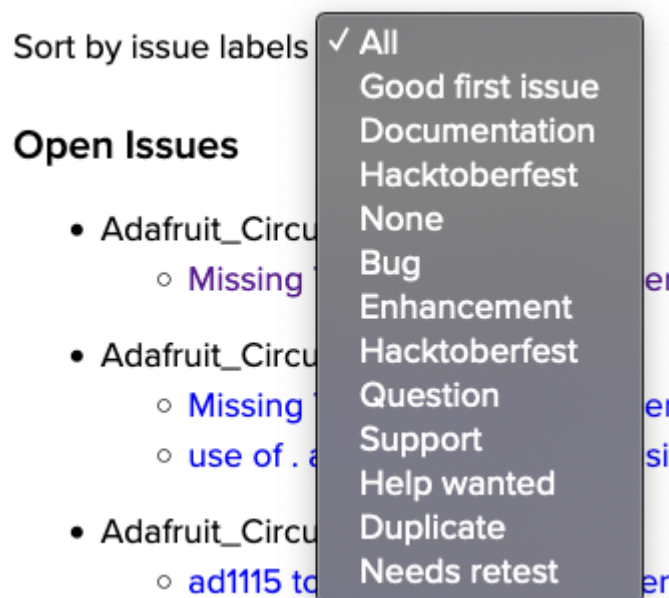 Sort by issue labels
✓ All
Good first issue
Documentation
Hacktoberfest
None
Bug
Enhancement
Hacktoberfest
Question
Support
Help wanted
Duplicate
Needs retest
Open Issues
Adafruit_Circu
Missing
Adafruit_Circu
Missing
use of .
Adafruit_Circu
ad1115 to